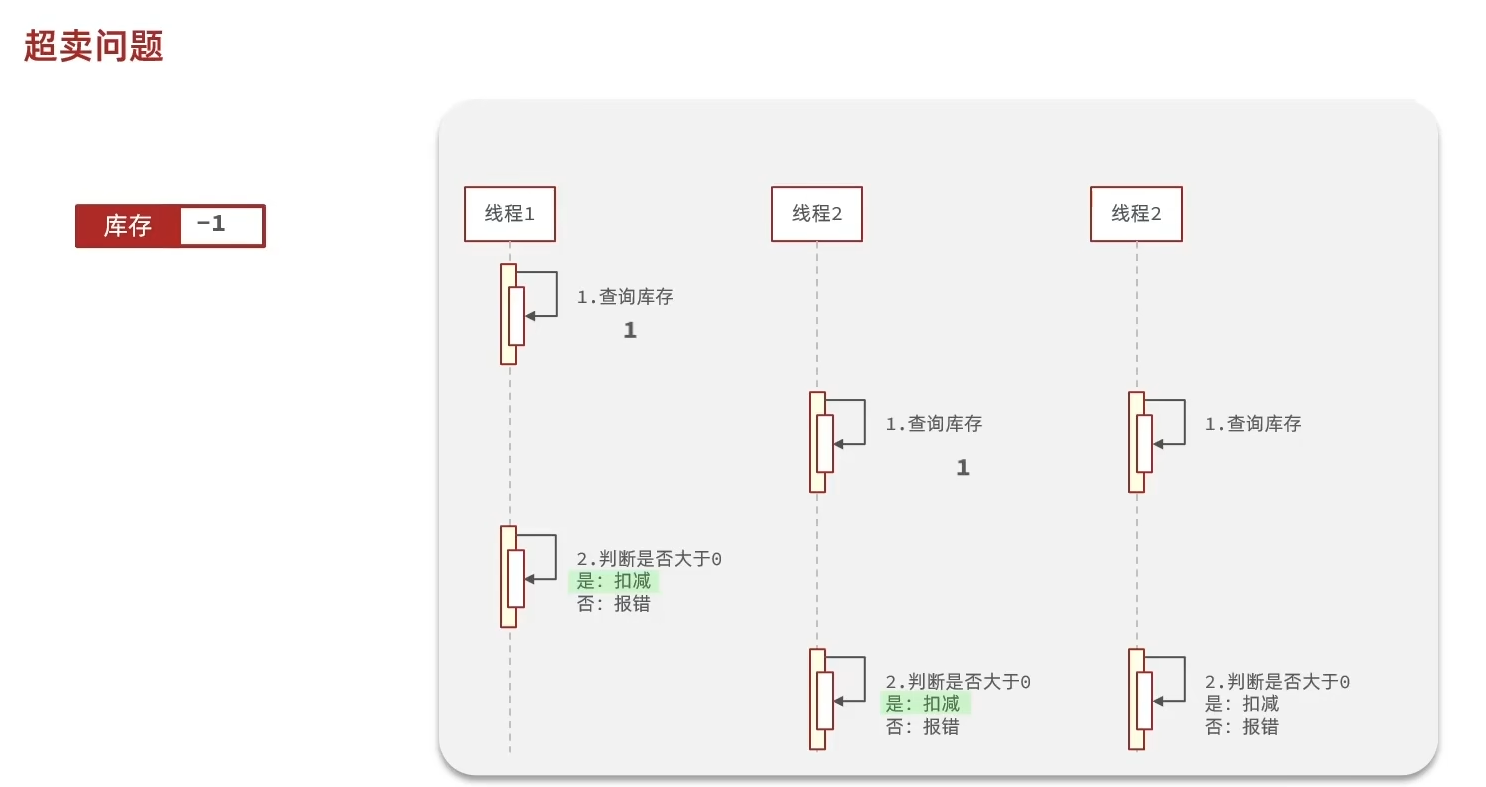 超卖问题
库存 -1
线程1
线程2
线程2
1.查询库存
1
1.查询库存
1
1.查询库存
2.判断是否大于0
是：扣减
否：报错
2.判断是否大于0
是：扣减
否：报错
2.判断是否大于0
是：扣减
否：报错